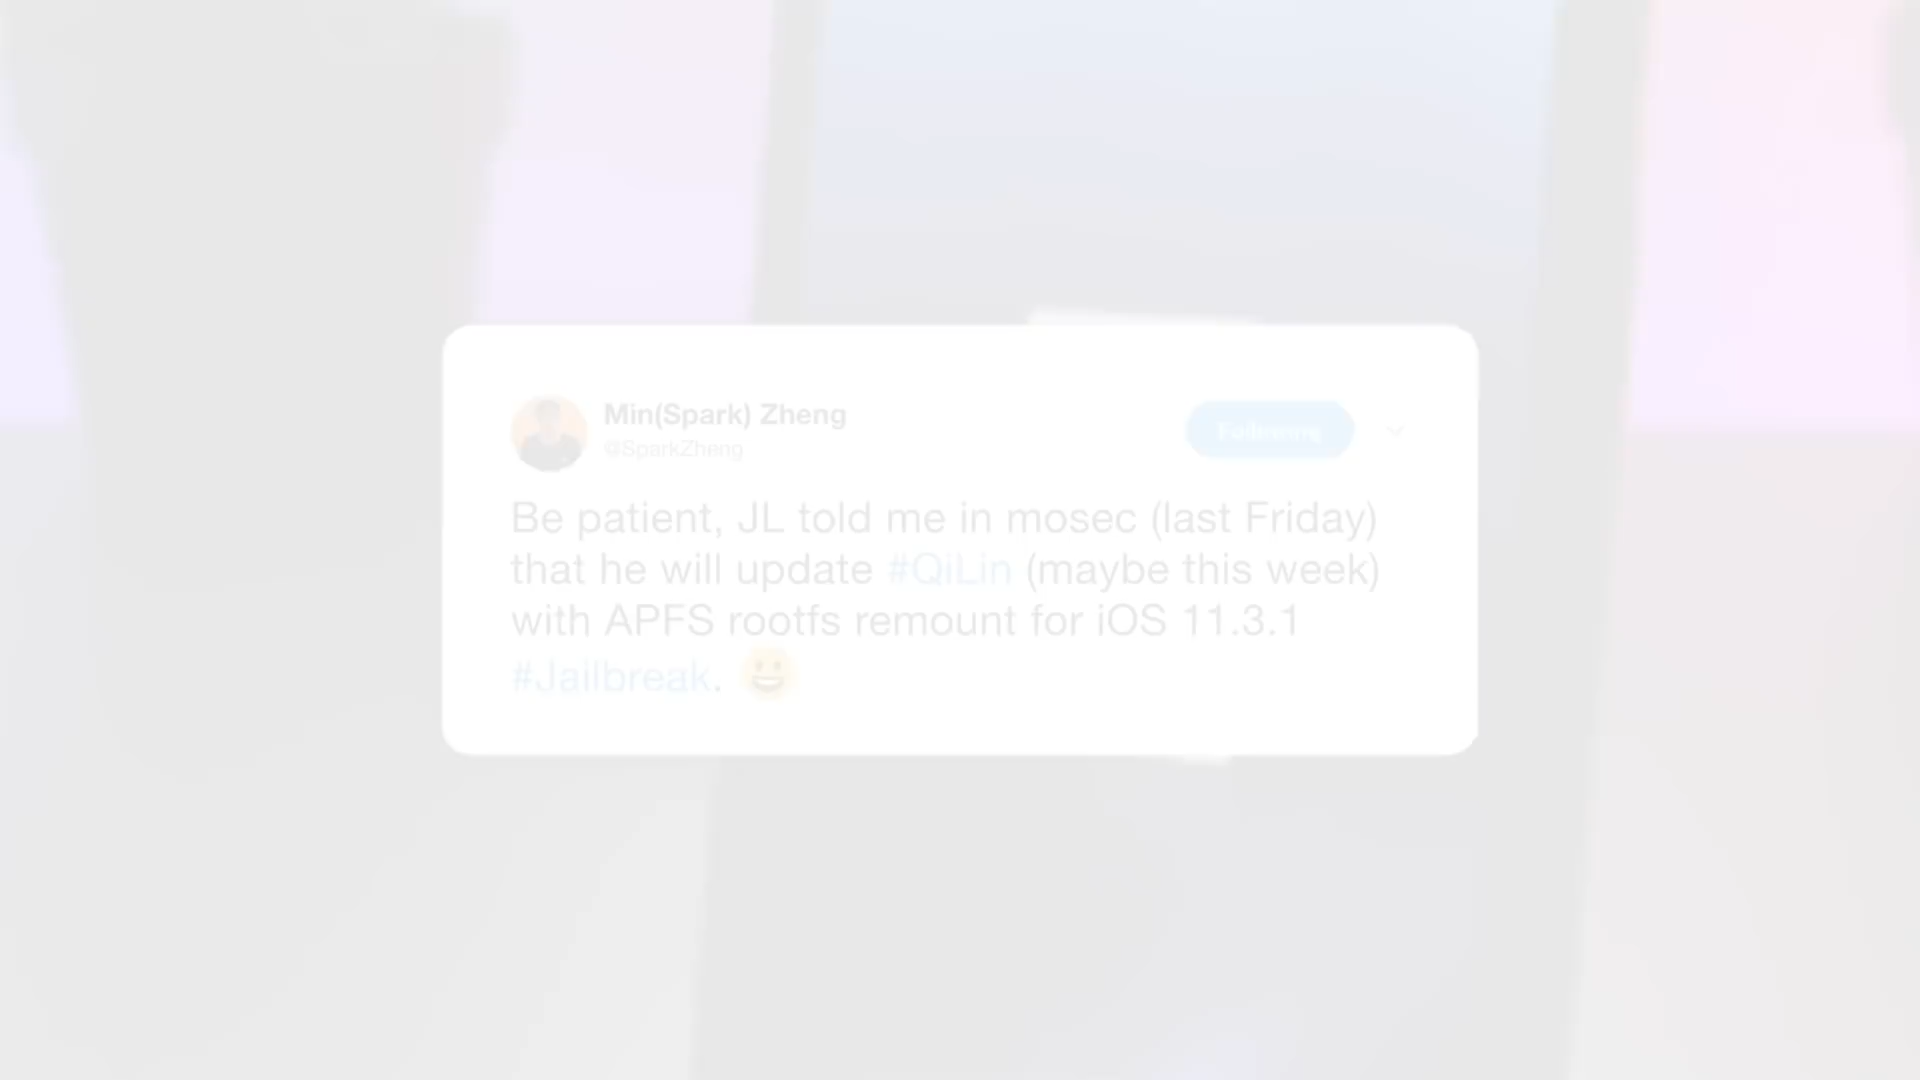 Min(Spark) Zheng
@SparkZheng
Following
Be patient, JL told me in mosec (last Friday)
that he will update #QiLin (maybe this week)
with APFS rootfs remount for iOS 11.3.1
#Jailbreak. 😀